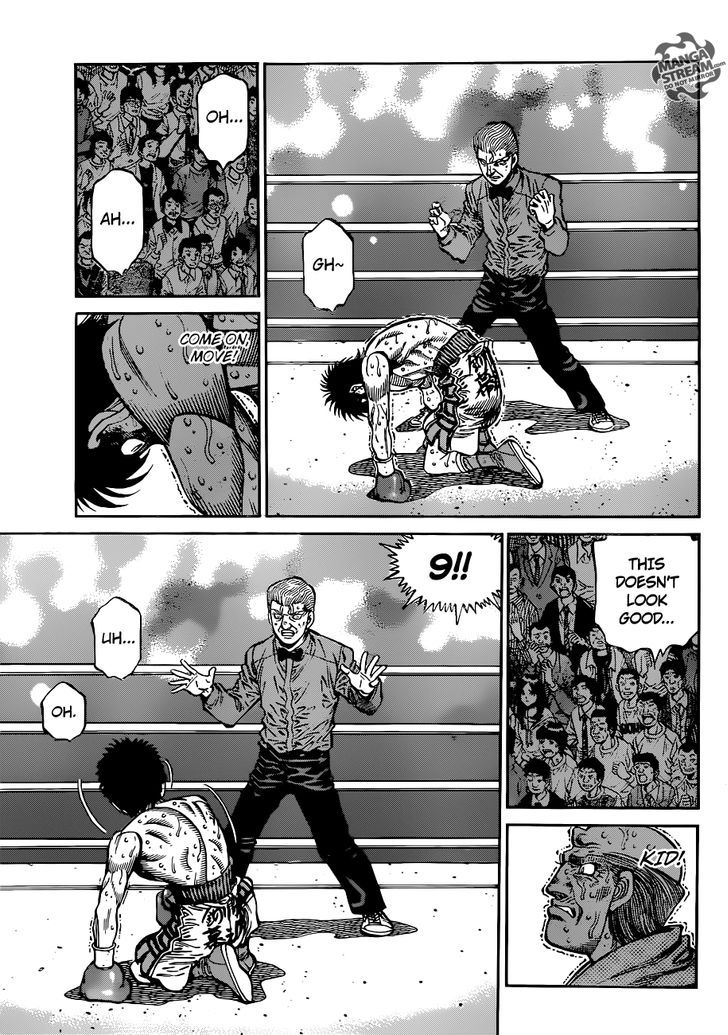 MANGA
STREAM.com
DO NOT MIRROR
GH~
OH...
AH...
COME ON,
MOVE!
THIS
DOESN'T
LOOK
GOOD...
KID!
9!!
UH...
OH.